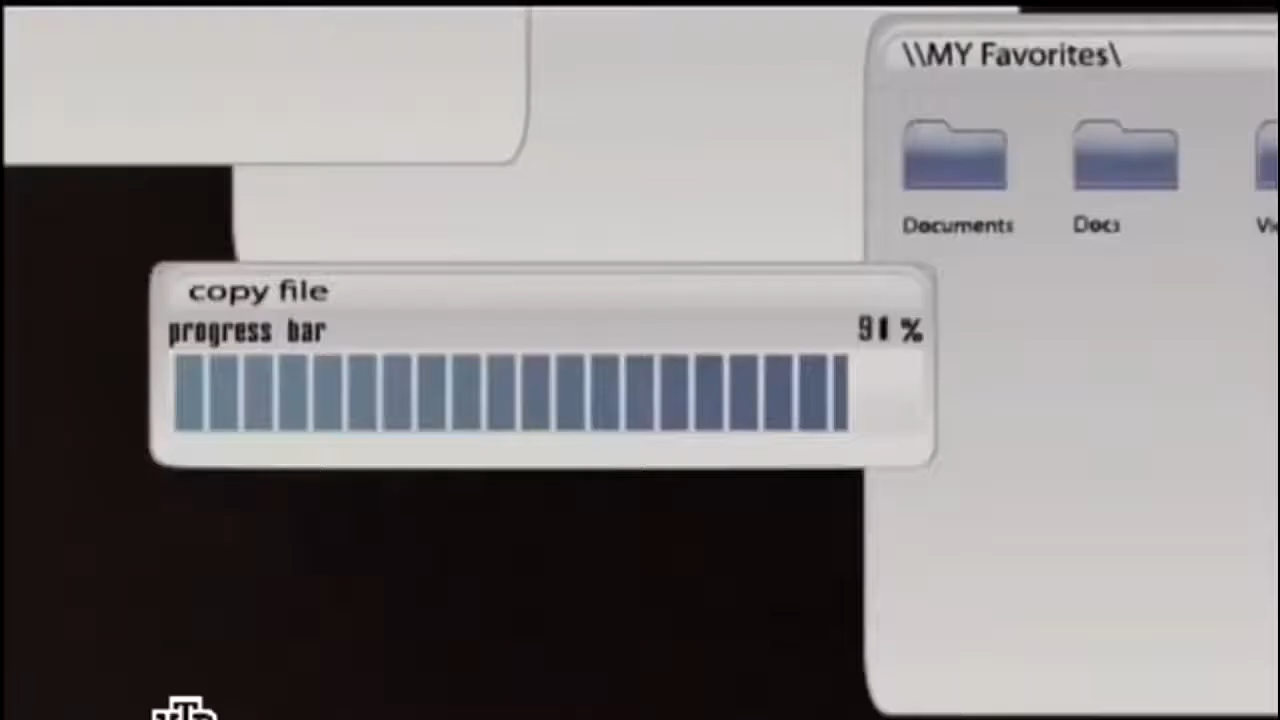 \\MY Favorites\
Documents
Docs
copy file
progress bar
91 %